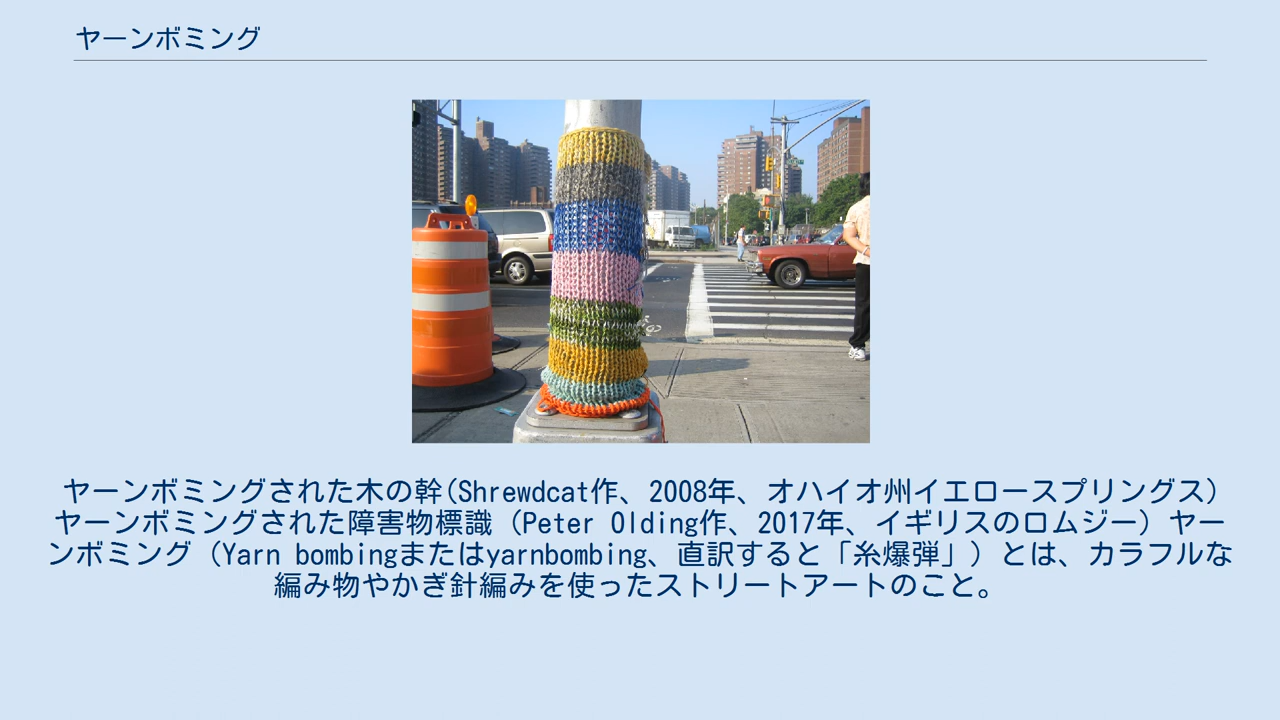 ヤーンボミング
ヤーンボミングされた木の幹(Shrewdcat作、2008年、オハイオ州イエロースプリングス)
ヤーンボミングされた障害物標識（Peter Olding作、2017年、イギリスのロムジー）ヤー
ンボミング（Yarn bombingまたはyarnbombing、直訳すると「糸爆弾」）とは、カラフルな
編み物やかぎ針編みを使ったストリートアートのこと。